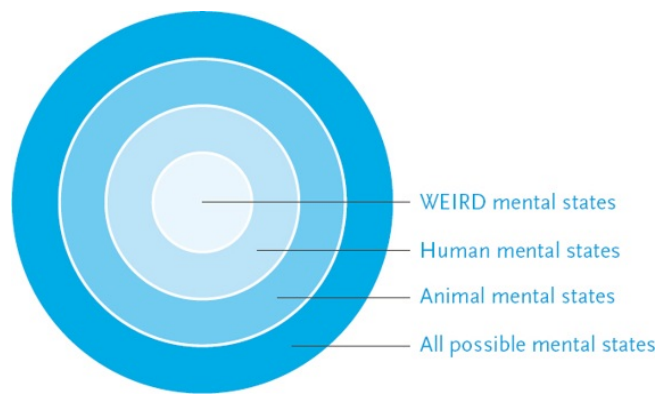 WEIRD mental states
Human mental states
Animal mental states
All possible mental states